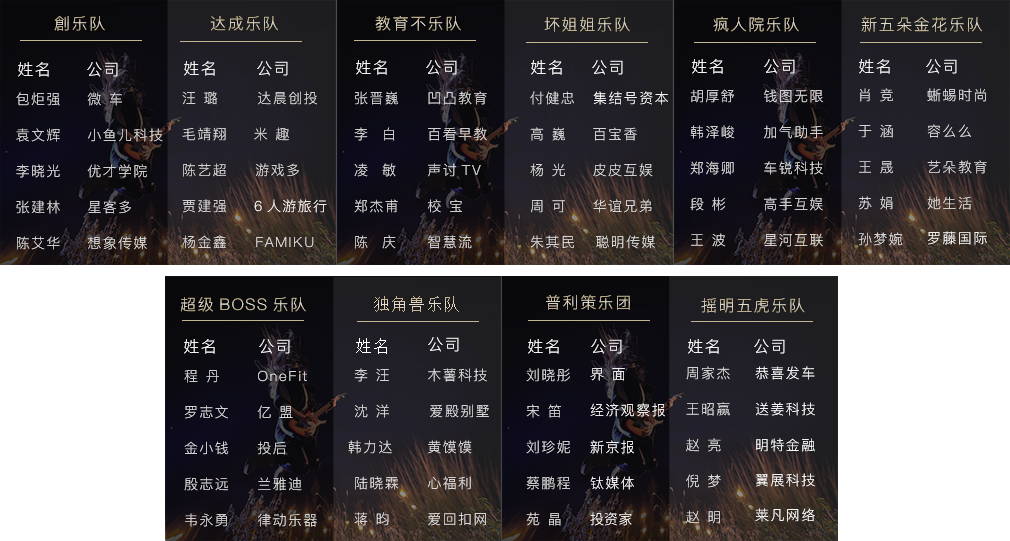 創乐队
姓名 公司
包炬强 微 车
袁文辉 小鱼儿科技
李晓光 优才学院
张建林 星客多
陈艾华 想象传媒
达成乐队
姓名 公司
汪 璐 达晨创投
毛靖翔 米 趣
陈艺超 游戏多
贾建强 6人游旅行
杨金鑫 FAMIKU
教育不乐队
姓名 公司
张晋巍 凹凸教育
李 白 百看早教
凌 敏 声讨TV
郑杰甫 校 宝
陈 庆 智慧流
坏姐姐乐队
姓名 公司
付健忠 集结号资本
高 巍 百宝香
杨 光 皮皮互娱
周 可 华谊兄弟
朱其民 聪明传媒
疯人院乐队
姓名 公司
胡厚舒 钱图无限
韩泽峻 加气助手
郑海卿 车锐科技
段 彬 高手互娱
王 波 星河互联
新五朵金花乐队
姓名 公司
肖 竞 蜥蜴时尚
于 涵 容么么
王 晟 艺朵教育
苏 娟 她生活
孙梦婉 罗藤国际
超级BOSS乐队
姓名 公司
程 丹 OneFit
罗志文 亿 盟
金小钱 投后
殷志远 兰雅迪
韦永勇 律动乐器
独角兽乐队
姓名 公司
李 汪 木薯科技
沈 洋 爱殿别墅
韩力达 黄馍馍
陆晓霖 心福利
蒋 昀 爱回扣网
普利策乐团
姓名 公司
刘晓彤 界 面
宋 笛 经济观察报
刘珍妮 新京报
蔡鹏程 钛媒体
苑 晶 投资家
摇明五虎乐队
姓名 公司
周家杰 恭喜发车
王昭赢 送姜科技
赵 亮 明特金融
倪 梦 翼展科技
赵 明 莱凡网络